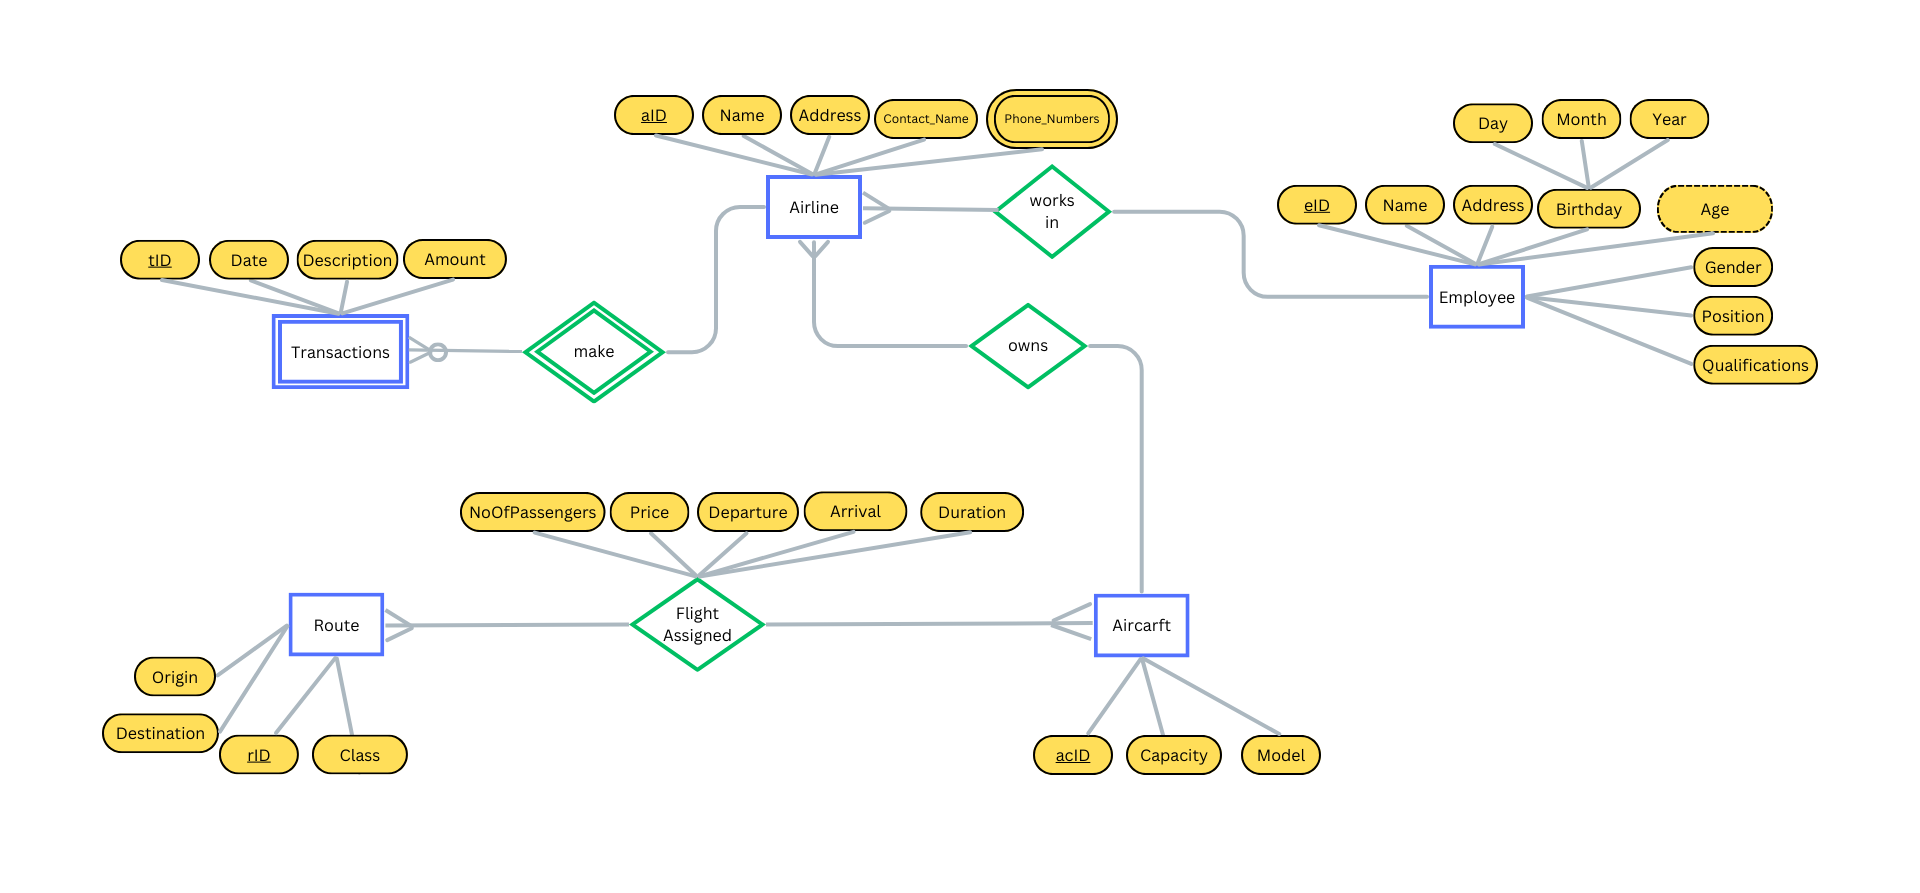 aID
Name
Address
Contact_Name
Phone_Numbers
Day
Month
Year
Airline
works
in
eID
Name
Address
Birthday
Age
Gender
Position
Qualifications
Employee
tID
Date
Description
Amount
Transactions
make
owns
NoOfPassengers
Price
Departure
Arrival
Duration
Route
Flight
Assigned
Aircarft
Origin
Destination
rID
Class
acID
Capacity
Model